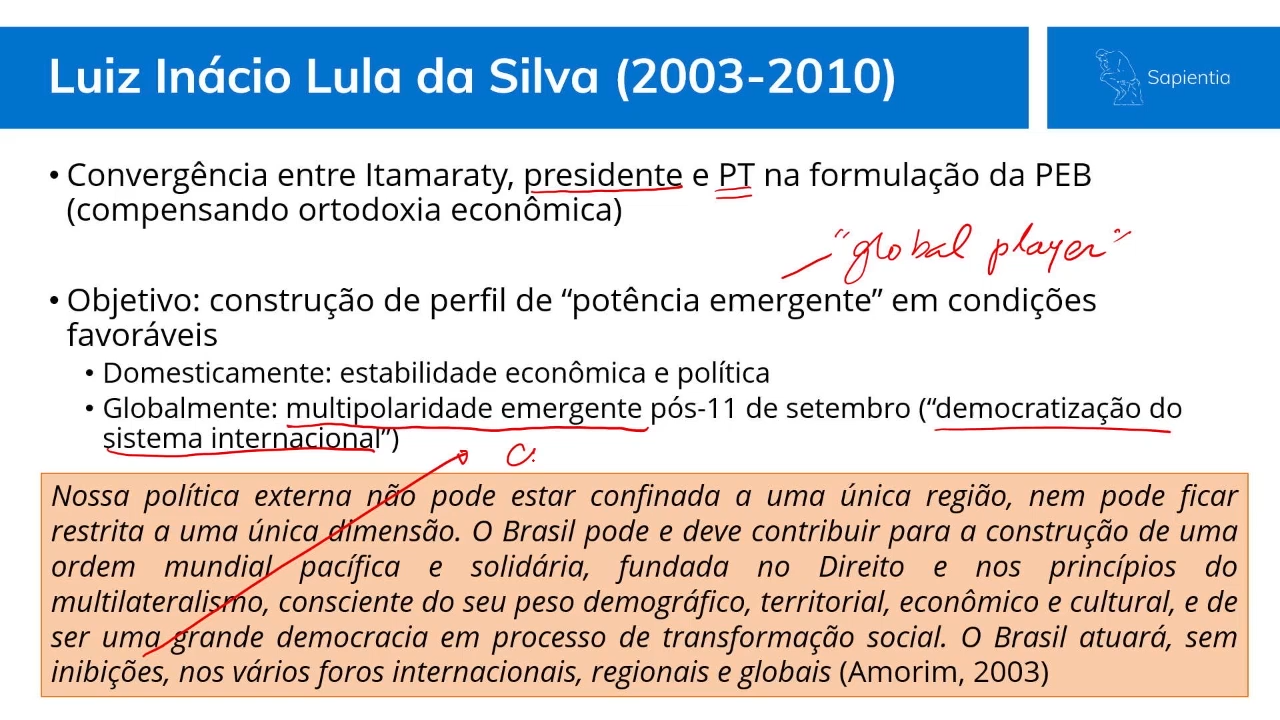 Luiz Inácio Lula da Silva (2003-2010)
Sapientia
• Convergência entre Itamaraty, presidente e PT na formulação da PEB
(compensando ortodoxia econômica)
“global player”
• Objetivo: construção de perfil de “potência emergente” em condições
favoráveis
• Domesticamente: estabilidade econômica e política
• Globalmente: multipolaridade emergente pós-11 de setembro (“democratização do
sistema internacional”)
Nossa política externa não pode estar confinada a uma única região, nem pode ficar
restrita a uma única dimensão. O Brasil pode e deve contribuir para a construção de uma
ordem mundial pacífica e solidária, fundada no Direito e nos princípios do
multilateralismo, consciente do seu peso demográfico, territorial, econômico e cultural, e de
ser uma grande democracia em processo de transformação social. O Brasil atuará, sem
inibições, nos vários foros internacionais, regionais e globais (Amorim, 2003)